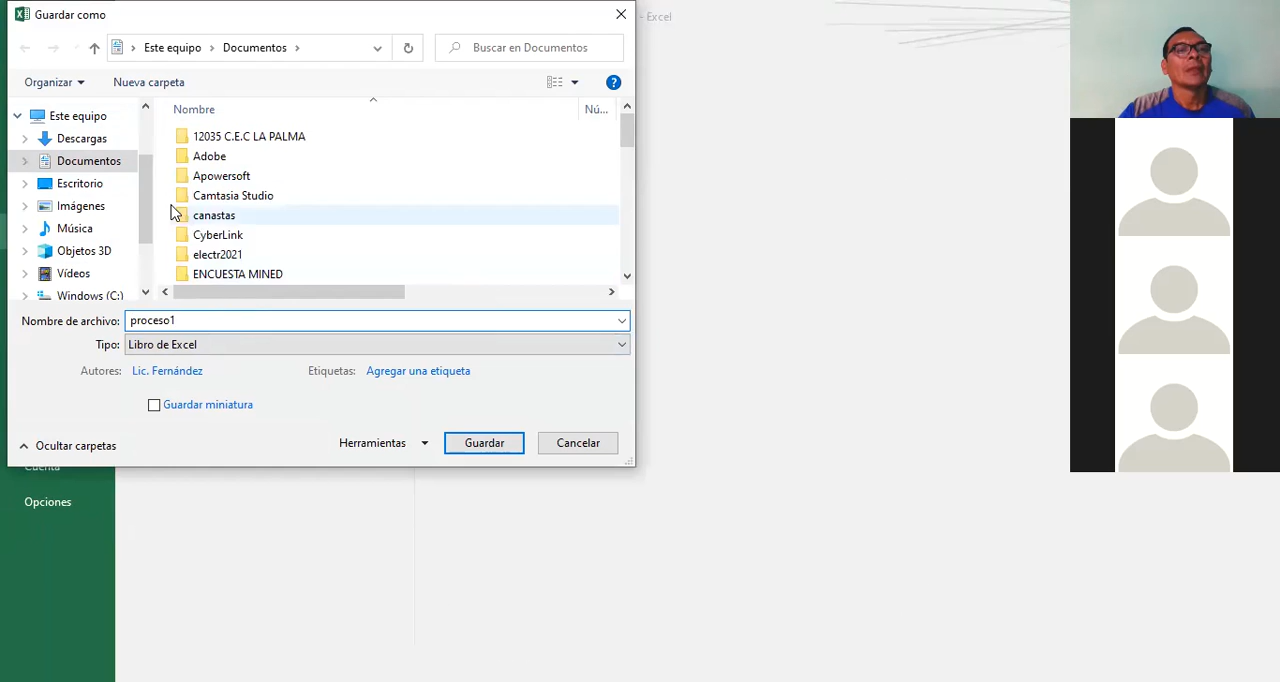 Guardar como
- Excel
Este equipo > Documentos >
Buscar en Documentos
Organizar
Nueva carpeta
?
Este equipo
Descargas
Documentos
Escritorio
Imágenes
Música
Objetos 3D
Vídeos
Windows (C:)
Nombre
Nú...
12035 C.E.C LA PALMA
Adobe
Apowersoft
Camtasia Studio
canastas
CyberLink
electr2021
ENCUESTA MINED
Nombre de archivo: proceso1
Tipo: Libro de Excel
Autores: Lic. Fernández
Etiquetas: Agregar una etiqueta
Guardar miniatura
Ocultar carpetas
Herramientas
Guardar
Cancelar
Cuenta
Opciones